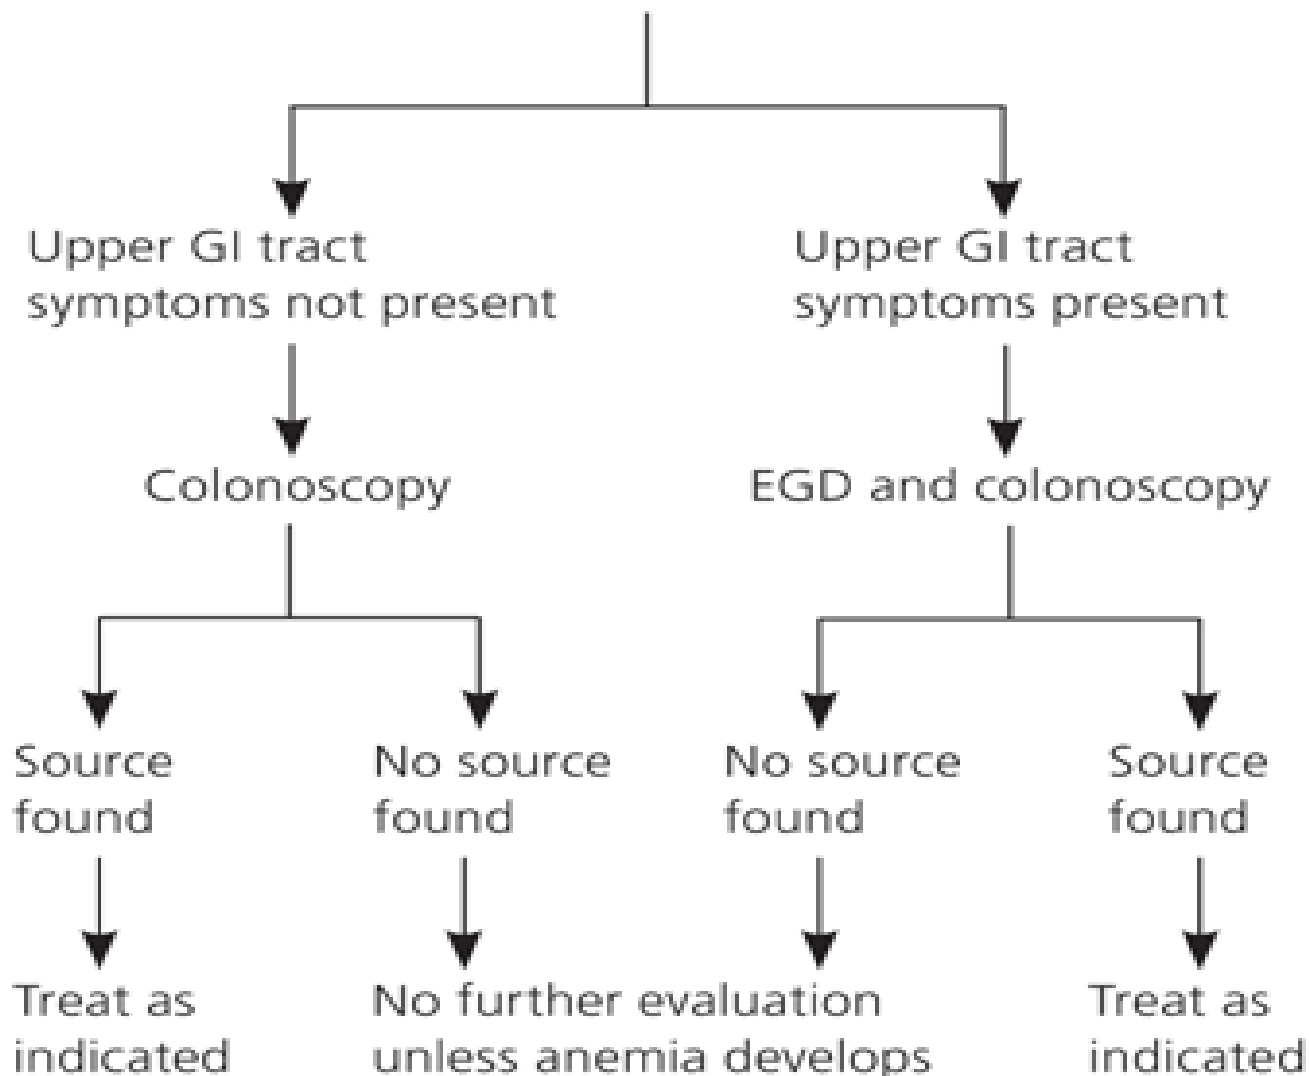 Upper GI tract
symptoms not present
Upper GI tract
symptoms present
Colonoscopy
EGD and colonoscopy
Source
found
No source
found
No source
found
Source
found
Treat as
indicated
No further evaluation
unless anemia develops
Treat as
indicated